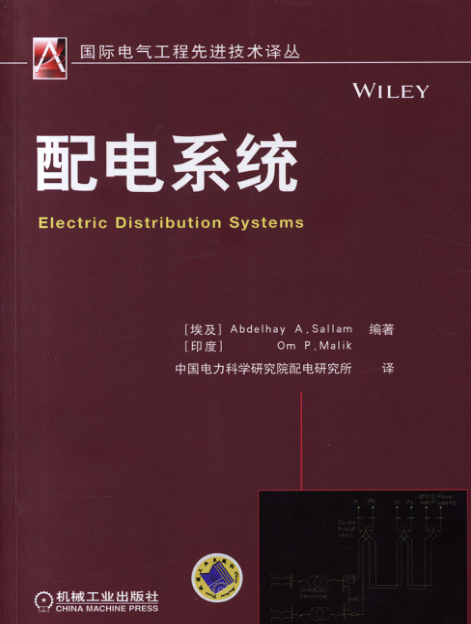 国际电气工程先进技术译丛
WILEY
配电系统
Electric Distribution Systems
[埃及] Abdelhay A.Sallam 编著
[印度] Om P.Malik
中国电力科学研究院配电研究所 译
机械工业出版社
CHINA MACHINE PRESS